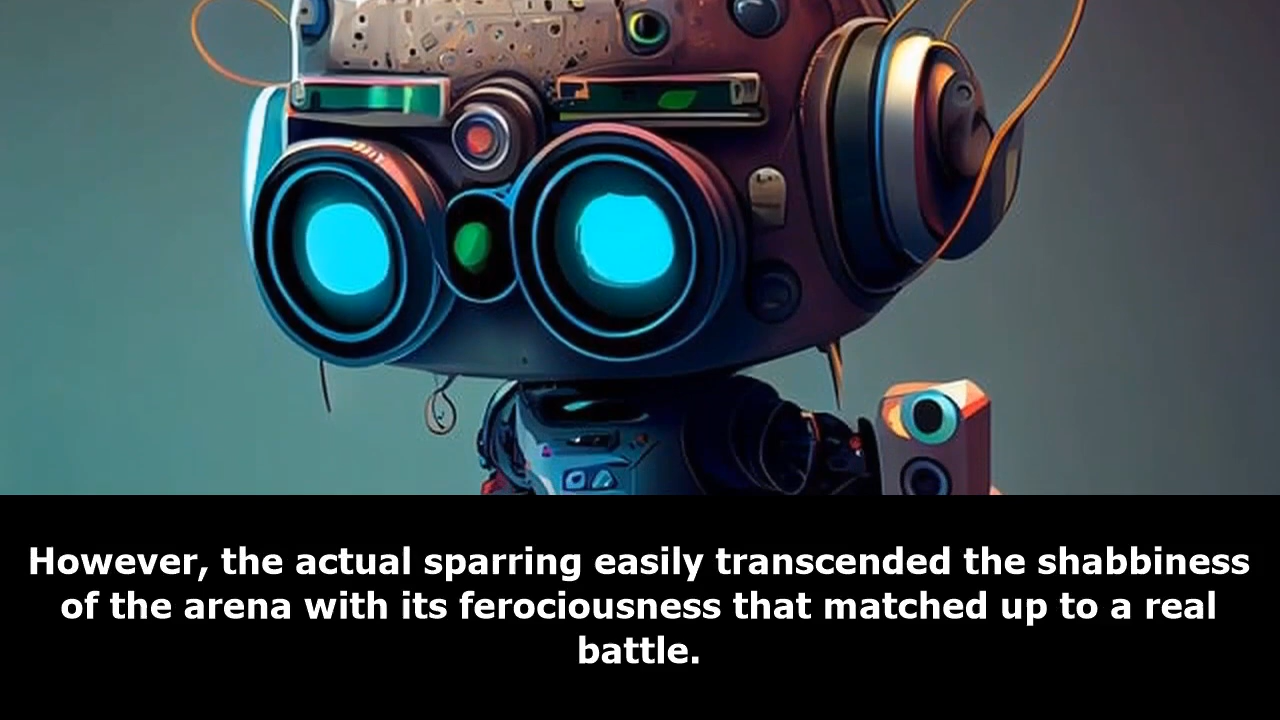 However, the actual sparring easily transcended the shabbiness
of the arena with its ferociousness that matched up to a real
battle.